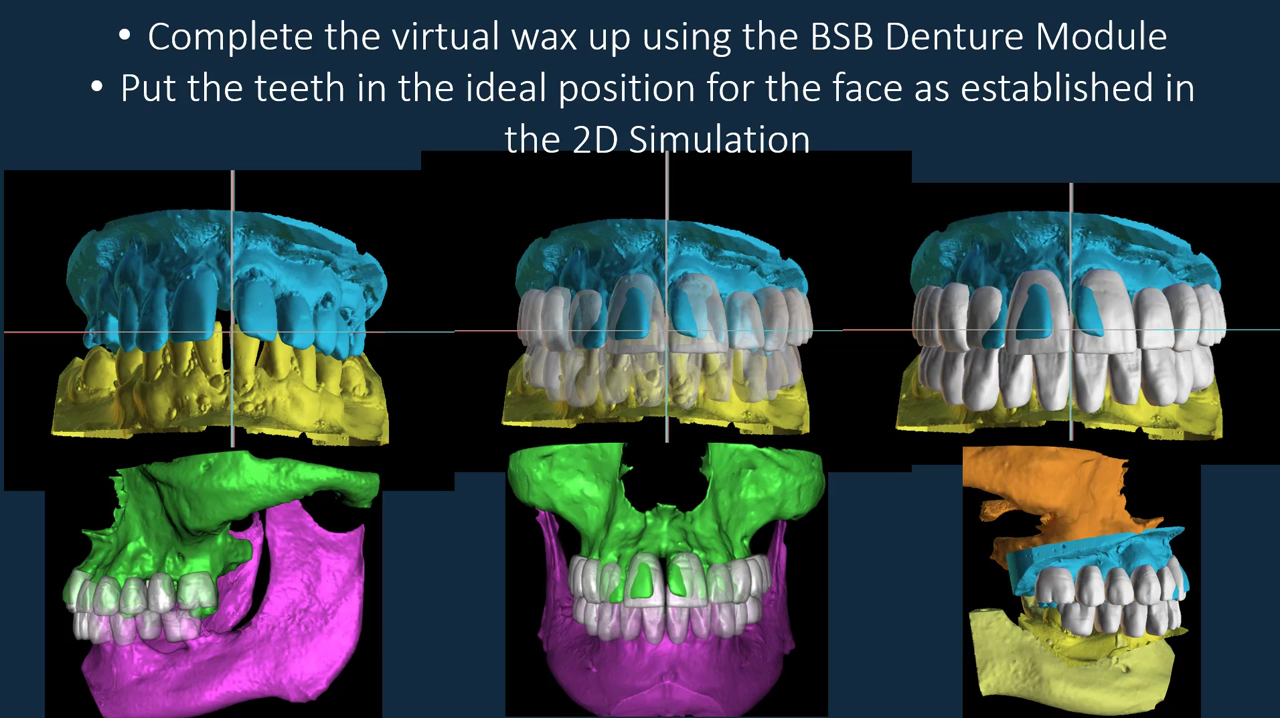 • Complete the virtual wax up using the BSB Denture Module
• Put the teeth in the ideal position for the face as established in
the 2D Simulation